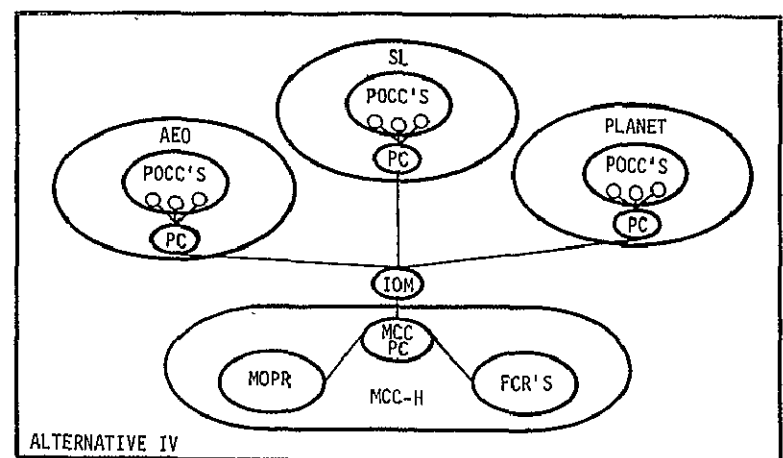 SL
POCC'S
PC
AEO
POCC'S
PC
PLANET
POCC'S
PC
IOM
MCC
PC
MOPR
MCC-H
FCR'S
ALTERNATIVE IV